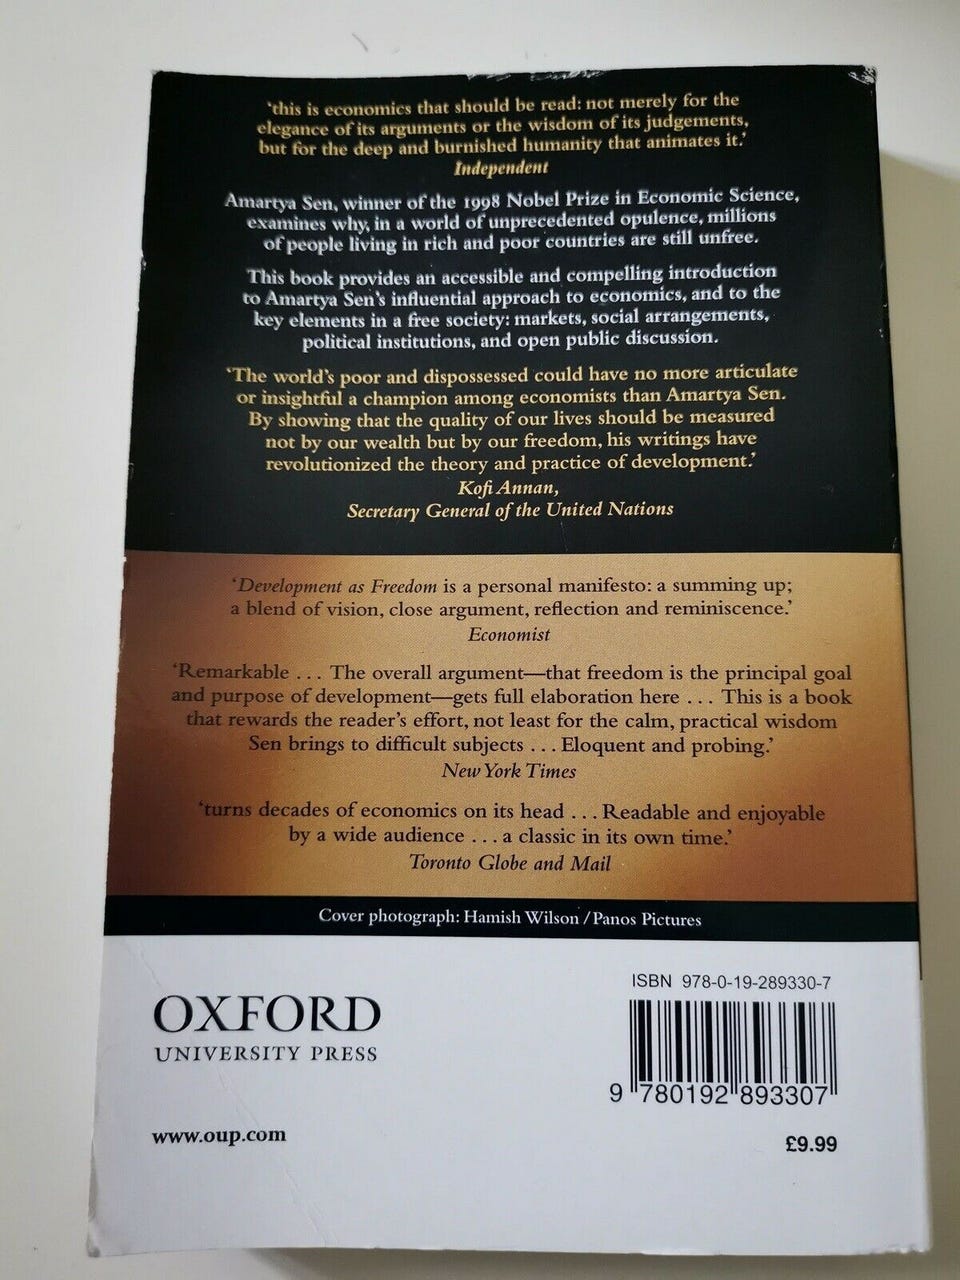 ‘this is economics that should be read: not merely for the
elegance of its arguments or the wisdom of its judgements,
but for the deep and burnished humanity that animates it.’
Independent
Amartya Sen, winner of the 1998 Nobel Prize in Economic Science,
examines why, in a world of unprecedented opulence, millions
of people living in rich and poor countries are still unfree.
This book provides an accessible and compelling introduction
to Amartya Sen’s influential approach to economics, and to the
key elements in a free society: markets, social arrangements,
political institutions, and open public discussion.
‘The world’s poor and dispossessed could have no more articulate
or insightful a champion among economists than Amartya Sen.
By showing that the quality of our lives should be measured
not by our wealth but by our freedom, his writings have
revolutionized the theory and practice of development.’
Kofi Annan,
Secretary General of the United Nations
‘Development as Freedom is a personal manifesto: a summing up;
a blend of vision, close argument, reflection and reminiscence.’
Economist
‘Remarkable . . . The overall argument—that freedom is the principal goal
and purpose of development—gets full elaboration here . . . This is a book
that rewards the reader’s effort, not least for the calm, practical wisdom
Sen brings to difficult subjects . . . Eloquent and probing.’
New York Times
‘turns decades of economics on its head . . . Readable and enjoyable
by a wide audience . . . a classic in its own time.’
Toronto Globe and Mail
Cover photograph: Hamish Wilson / Panos Pictures
OXFORD
UNIVERSITY PRESS
www.oup.com
ISBN 978-0-19-289330-7
9 780192 893307
£9.99